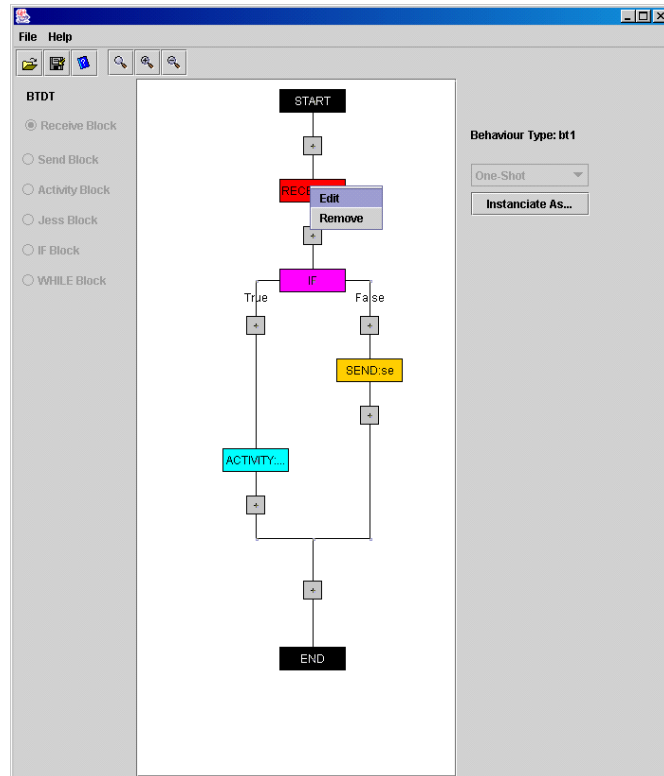 File Help
BTDT
Receive Block
Send Block
Activity Block
Jess Block
IF Block
WHILE Block
START
RECE
Edit
Remove
IF
True
False
SEND:se
ACTIVITY:...
END
Behaviour Type: bt1
One-Shot
Instanciate As...